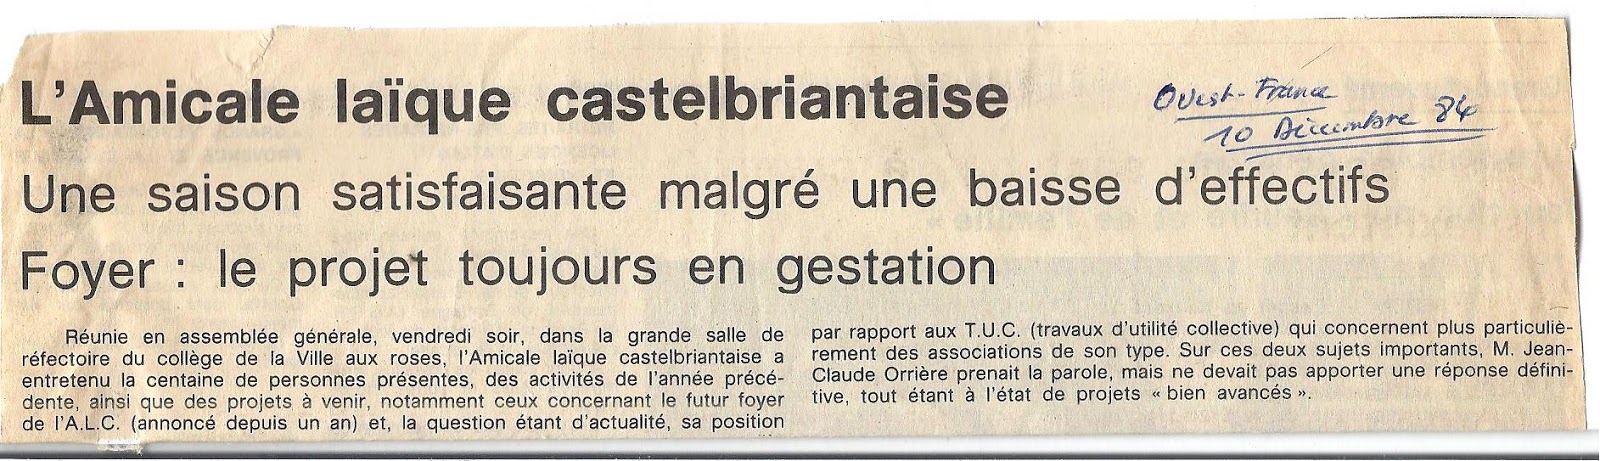 L'Amicale laïque castelbriantaise
Ouest-France
10 Décembre 84
Une saison satisfaisante malgré une baisse d'effectifs
Foyer : le projet toujours en gestation
Réunie en assemblée générale, vendredi soir, dans la grande salle de
réfectoire du collège de la Ville aux roses, l'Amicale laïque castelbriantaise a
entretenu la centaine de personnes présentes, des activités de l'année précé-
dente, ainsi que des projets à venir, notamment ceux concernant le futur foyer
de l'A.L.C. (annoncé depuis un an) et, la question étant d'actualité, sa position
par rapport aux T.U.C. (travaux d'utilité collective) qui concernent plus particuliè-
rement des associations de son type. Sur ces deux sujets importants, M. Jean-
Claude Orrière prenait la parole, mais ne devait pas apporter une réponse défini-
tive, tout étant à l'état de projets « bien avancés ».